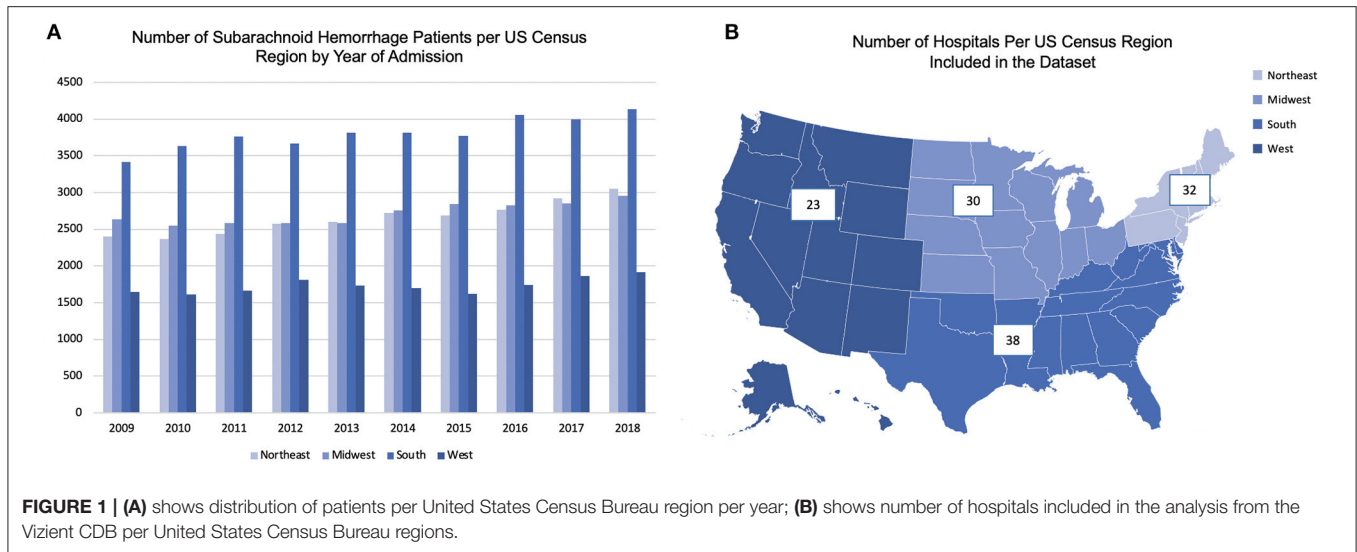 A
Number of Subarachnoid Hemorrhage Patients per US Census
Region by Year of Admission
4500
4000
3500
3000
2500
2000
1500
1000
500
0
2009 2010 2011 2012 2013 2014 2015 2016 2017 2018
Northeast Midwest South West
B
Number of Hospitals Per US Census Region
Included in the Dataset
Northeast
Midwest
South
West
23
30
32
38
FIGURE 1 | (A) shows distribution of patients per United States Census Bureau region per year; (B) shows number of hospitals included in the analysis from the
Vizient CDB per United States Census Bureau regions.